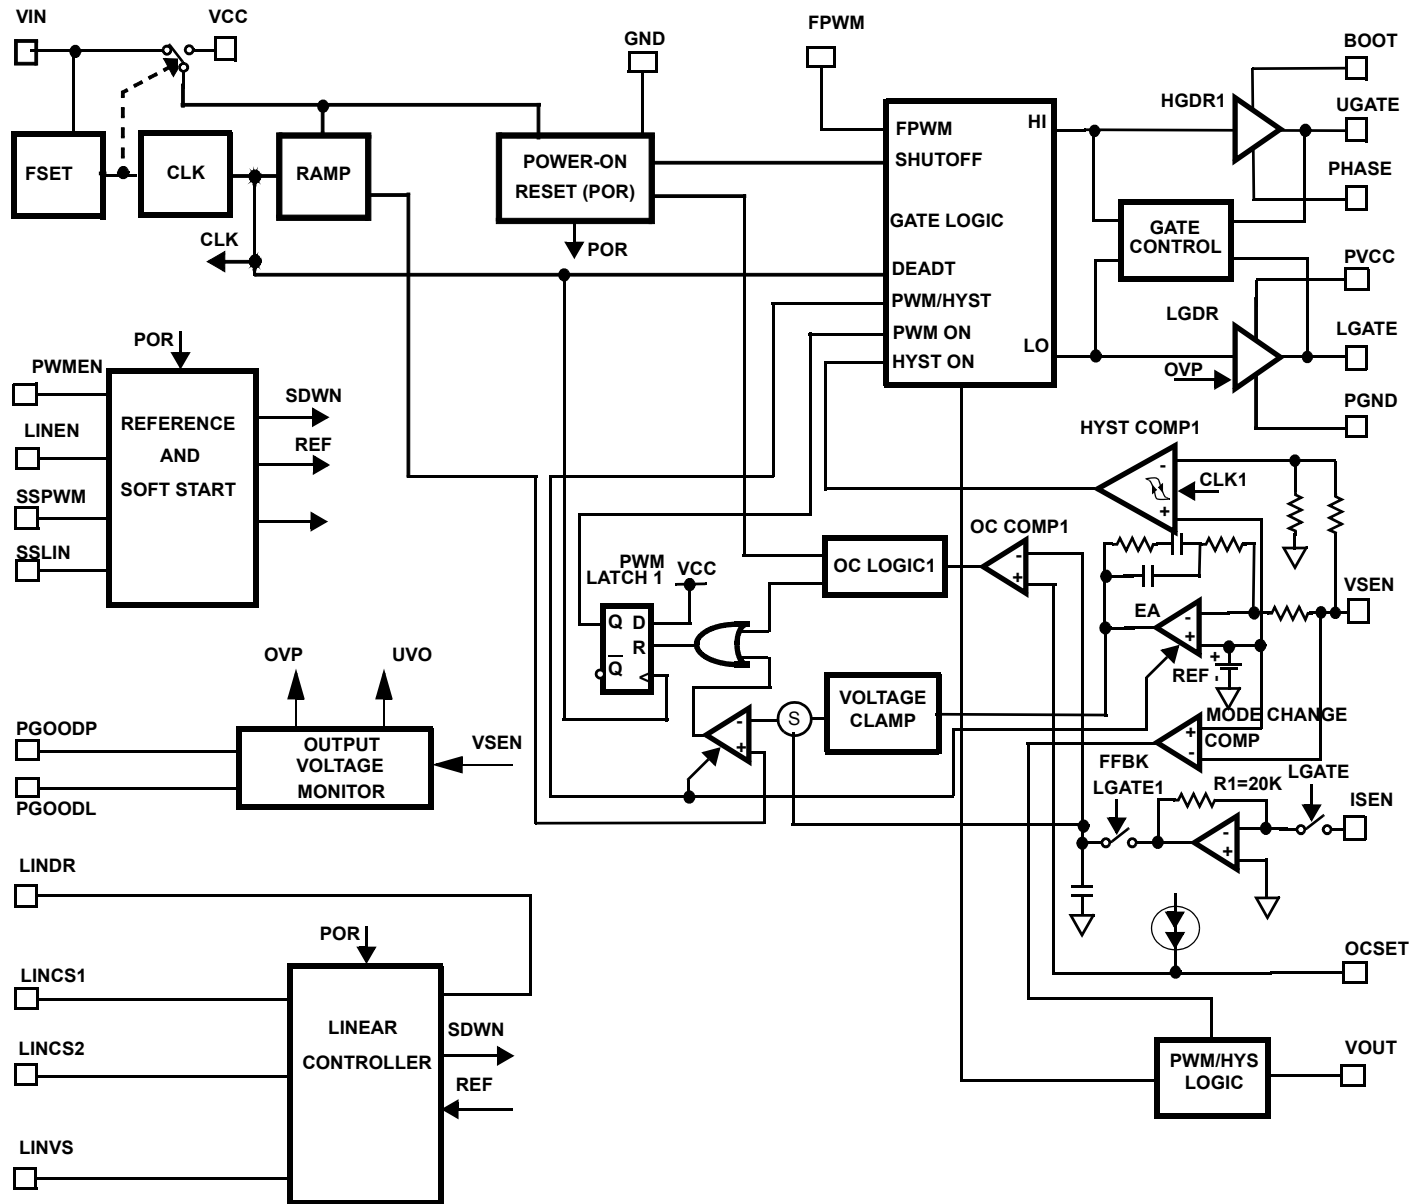 VIN
VCC
GND
FPWM
BOOT
HGDR1
UGATE
PHASE
FSET
CLK
RAMP
POWER-ON
RESET (POR)
CLK
POR
FPWM
HI
SHUTOFF
GATE LOGIC
DEADT
PWM/HYST
PWM ON
HYST ON
LO
GATE
CONTROL
PVCC
LGDR
LGATE
OVP
PGND
POR
PWMEN
LINEN
SSPWM
SSLIN
REFERENCE
AND
SOFT START
SDWN
REF
HYST COMP1
-
+
CLK1
OC COMP1
-
+
OC LOGIC1
PWM
LATCH 1
VCC
Q D
R
Q
<
EA
-
+
VSEN
+
REF
-
VOLTAGE
CLAMP
S
-
+
MODE CHANGE
COMP
+
-
OVP
UVO
PGOODP
PGOODL
OUTPUT
VOLTAGE
MONITOR
VSEN
FFBK
LGATE1
R1=20K
LGATE
ISEN
-
+
LINDR
POR
LINCS1
LINCS2
LINVS
LINEAR
CONTROLLER
SDWN
REF
OCSET
PWM/HYS
LOGIC
VOUT